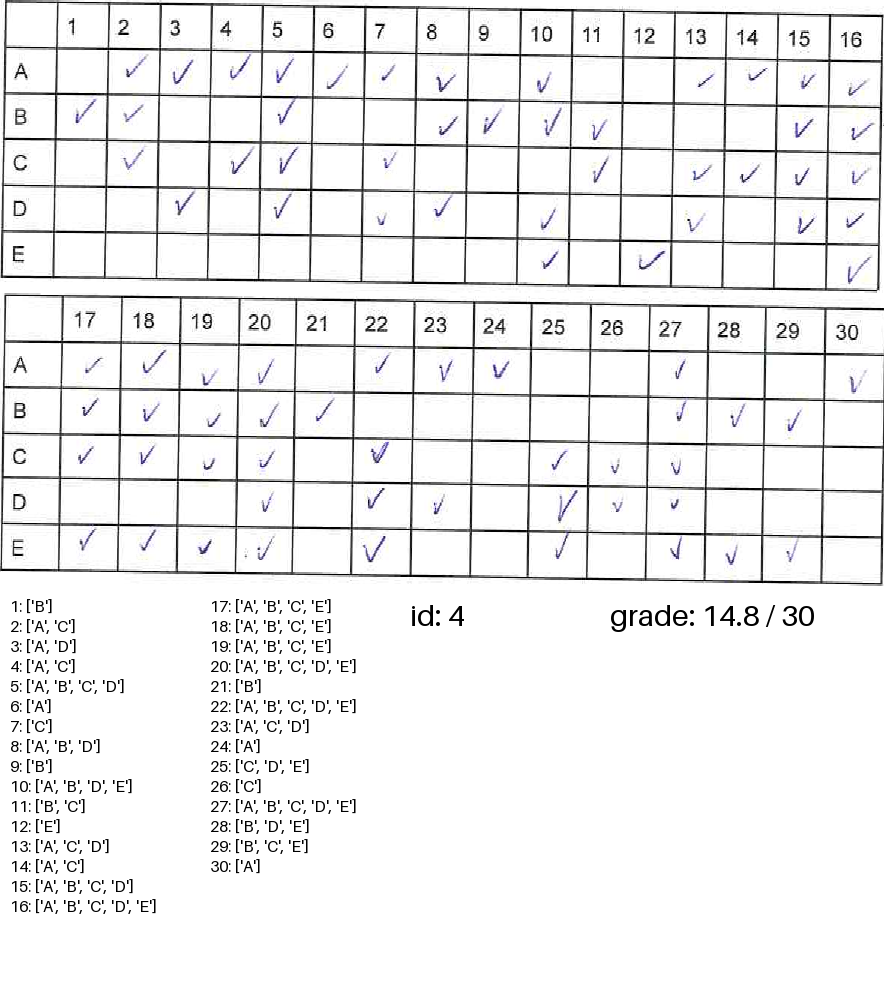 1 2 3 4 5 6 7 8 9 10 11 12 13 14 15 16
A ✓ ✓ ✓ ✓ ✓ ✓ ✓ ✓ ✓ ✓ ✓ ✓
B ✓ ✓ ✓ ✓ ✓ ✓ ✓ ✓ ✓
C ✓ ✓ ✓ ✓ ✓ ✓ ✓ ✓ ✓
D ✓ ✓ ✓ ✓ ✓ ✓ ✓ ✓
E ✓ ✓ ✓
17 18 19 20 21 22 23 24 25 26 27 28 29 30
A ✓ ✓ ✓ ✓ ✓ ✓ ✓ ✓ ✓
B ✓ ✓ ✓ ✓ ✓ ✓ ✓ ✓
C ✓ ✓ ✓ ✓ ✓ ✓ ✓ ✓
D ✓ ✓ ✓ ✓ ✓ ✓
E ✓ ✓ ✓ ✓ ✓ ✓ ✓ ✓ ✓
1: ['B']
2: ['A', 'C']
3: ['A', 'D']
4: ['A', 'C']
5: ['A', 'B', 'C', 'D']
6: ['A']
7: ['C']
8: ['A', 'B', 'D']
9: ['B']
10: ['A', 'B', 'D', 'E']
11: ['B', 'C']
12: ['E']
13: ['A', 'C', 'D']
14: ['A', 'C']
15: ['A', 'B', 'C', 'D']
16: ['A', 'B', 'C', 'D', 'E']
17: ['A', 'B', 'C', 'E']
18: ['A', 'B', 'C', 'E']
19: ['A', 'B', 'C', 'E']
20: ['A', 'B', 'C', 'D', 'E']
21: ['B']
22: ['A', 'B', 'C', 'D', 'E']
23: ['A', 'C', 'D']
24: ['A']
25: ['C', 'D', 'E']
26: ['C']
27: ['A', 'B', 'C', 'D', 'E']
28: ['B', 'D', 'E']
29: ['B', 'C', 'E']
30: ['A']
id: 4
grade: 14.8 / 30